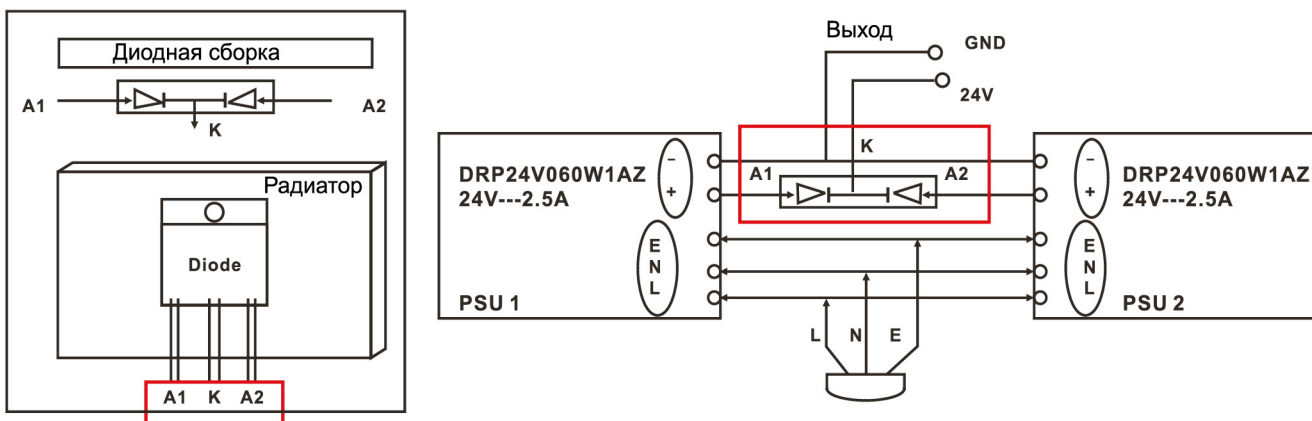 Диодная сборка
A1
A2
K
Радиатор
Diode
A1 K A2
Выход
GND
24V
DRP24V060W1AZ
24V---2.5A
−
+
E
N
L
PSU 1
K
A1
A2
L N E
−
+
E
N
L
DRP24V060W1AZ
24V---2.5A
PSU 2